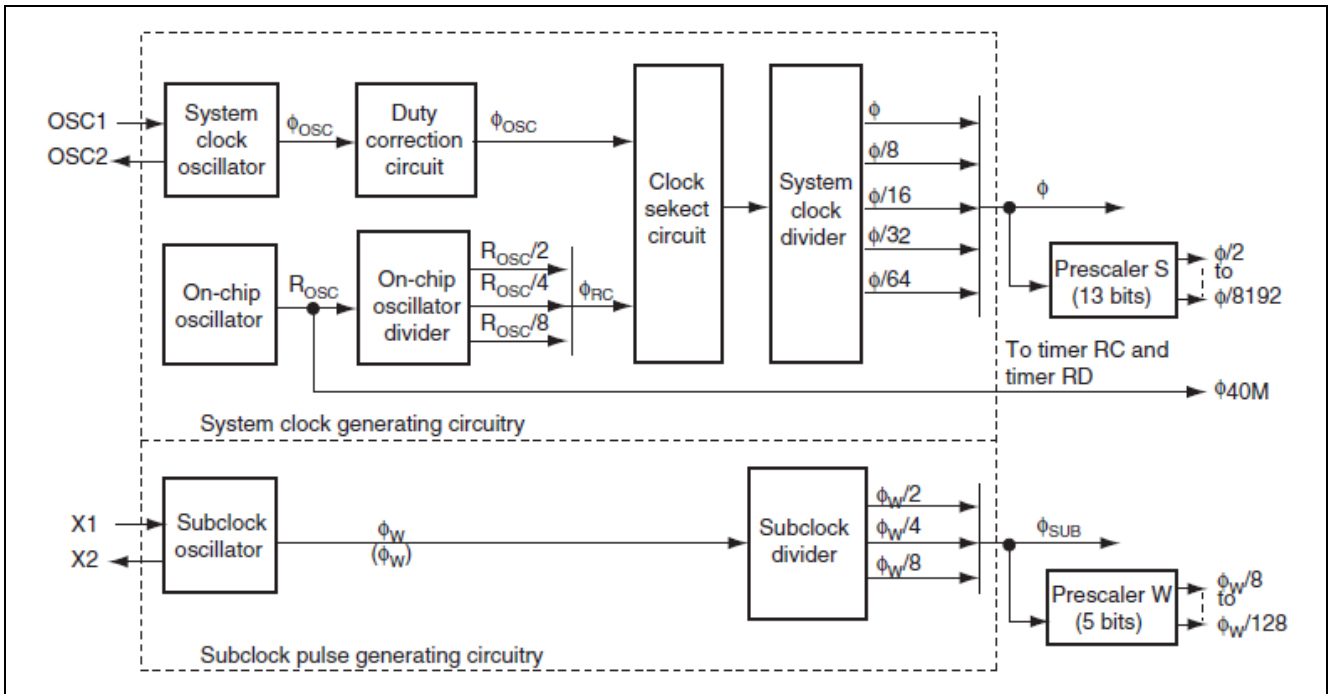 OSC1
OSC2
System
clock
oscillator
ϕOSC
Duty
correction
circuit
ϕOSC
On-chip
oscillator
ROSC
On-chip
oscillator
divider
ROSC/2
ROSC/4
ROSC/8
ϕRC
Clock
sekect
circuit
System
clock
divider
ϕ
ϕ/8
ϕ/16
ϕ/32
ϕ/64
ϕ
Prescaler S
(13 bits)
ϕ/2
to
ϕ/8192
To timer RC and
timer RD
ϕ40M
System clock generating circuitry
X1
X2
Subclock
oscillator
ϕW
(ϕW)
Subclock
divider
ϕW/2
ϕW/4
ϕW/8
ϕSUB
Prescaler W
(5 bits)
ϕW/8
to
ϕW/128
Subclock pulse generating circuitry